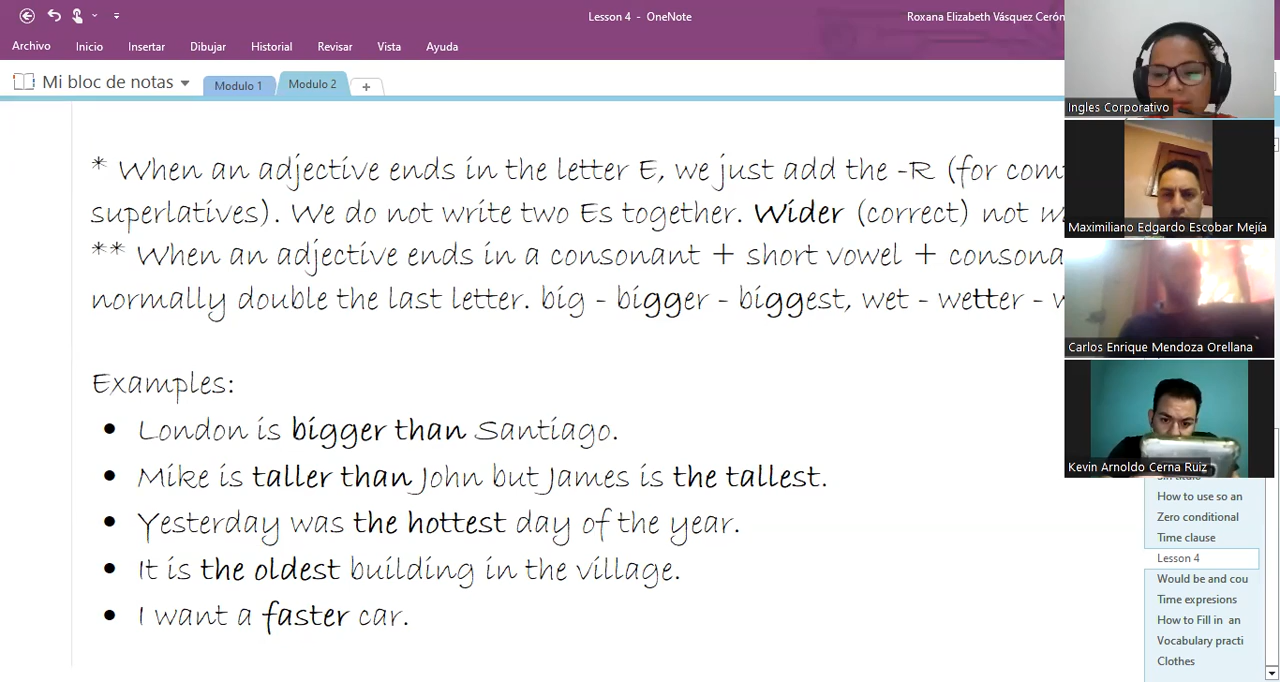 Lesson 4 - OneNote
Roxana Elizabeth Vásquez Cerón
Archivo Inicio Insertar Dibujar Historial Revisar Vista Ayuda
Mi bloc de notas Modulo 1 Modulo 2 +
* When an adjective ends in the letter E, we just add the -R (for
superlatives). We do not write two Es together. Wider (correct) not
** When an adjective ends in a consonant + short vowel +
normally double the last letter. big - bigger - biggest, wet - wetter -
Examples:
• London is bigger than Santiago.
• Mike is taller than John but James is the tallest.
• Yesterday was the hottest day of the year.
• It is the oldest building in the village.
• I want a faster car.
Ingles Corporativo
Maximiliano Edgardo Escobar Mejía
Carlos Enrique Mendoza Orellana
Kevin Arnoldo Cerna Ruiz
How to use so an
Zero conditional
Time clause
Lesson 4
Would be and cou
Time expresions
How to Fill in an
Vocabulary practi
Clothes